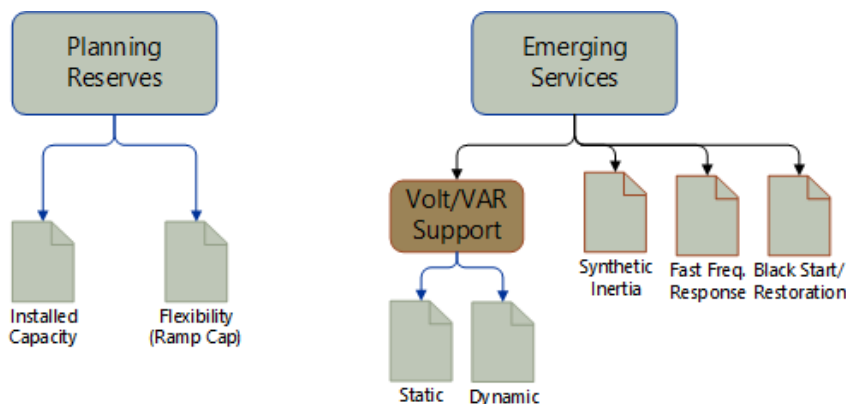 Planning
Reserves
Emerging
Services
Volt/VAR
Support
Synthetic
Inertia
Fast Freq.
Response
Black Start/
Restoration
Installed
Capacity
Flexibility
(Ramp Cap)
Static
Dynamic